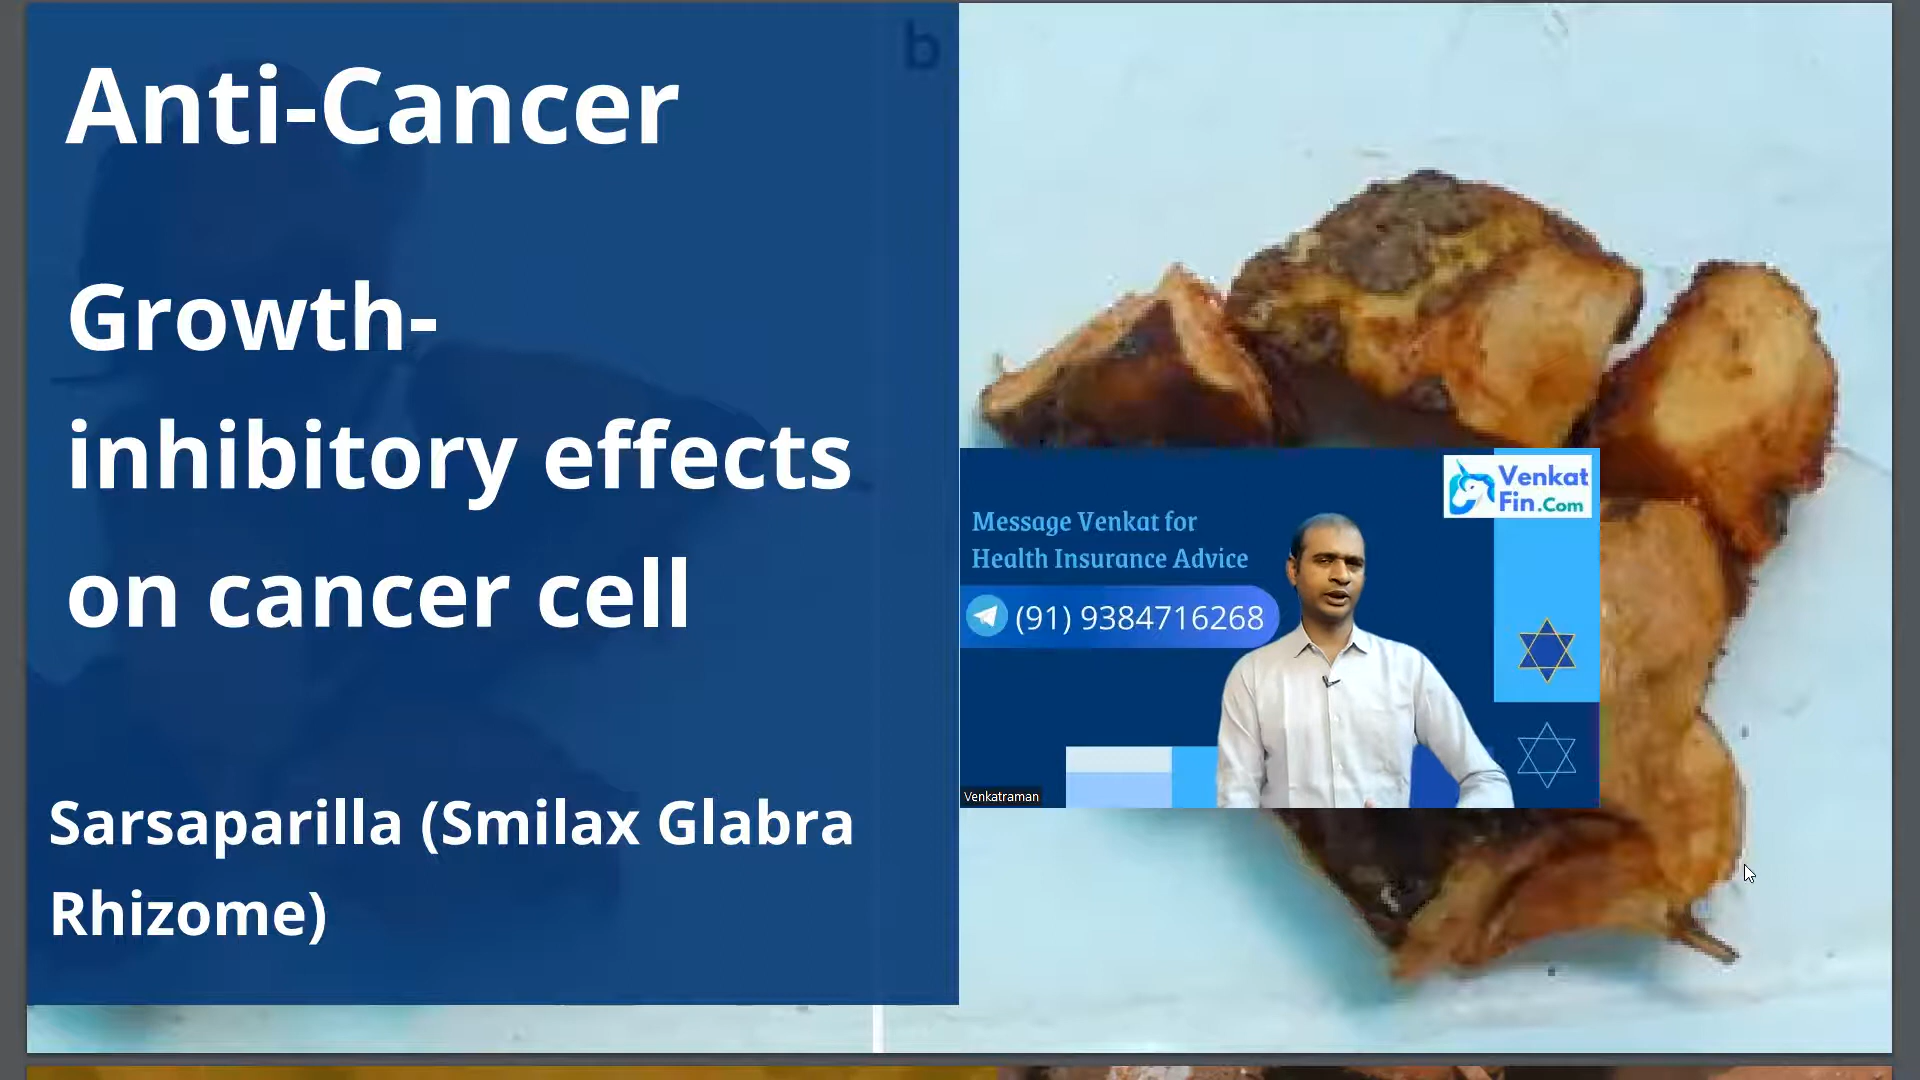 b
Anti-Cancer
Growth-
inhibitory effects
on cancer cell
Sarsaparilla (Smilax Glabra
Rhizome)
Venkat
Fin.Com
Message Venkat for
Health Insurance Advice
(91) 9384716268
Venkatraman